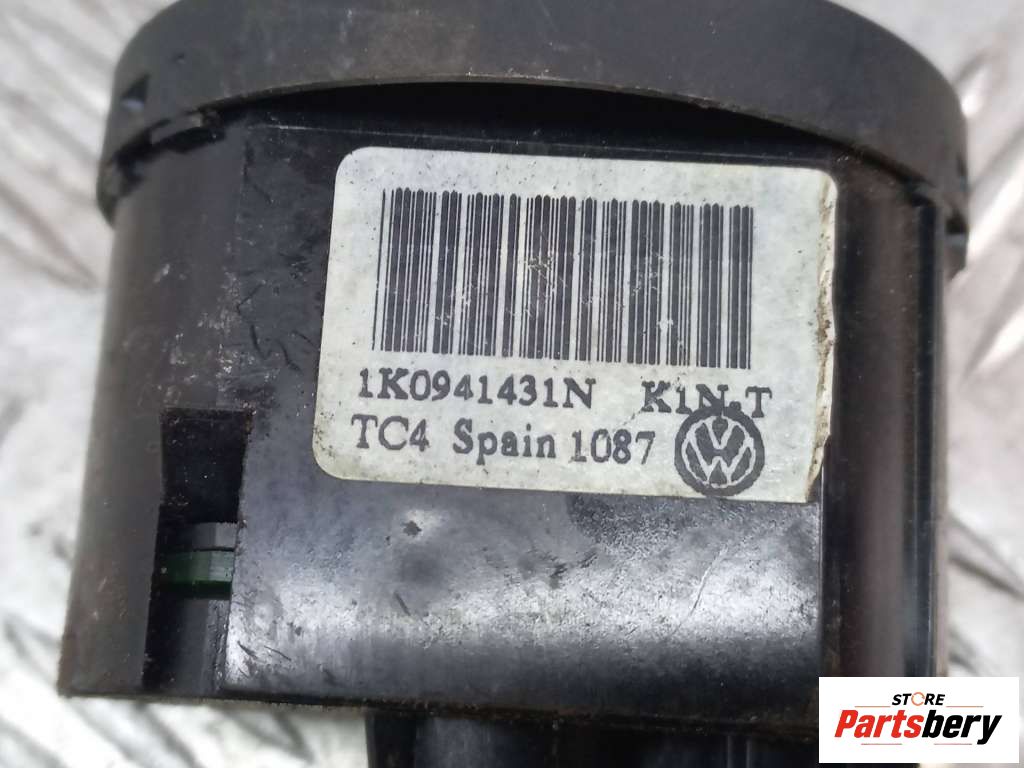 1K0941431N K1N-T
TC4 Spain 1087
STORE
Partsbery